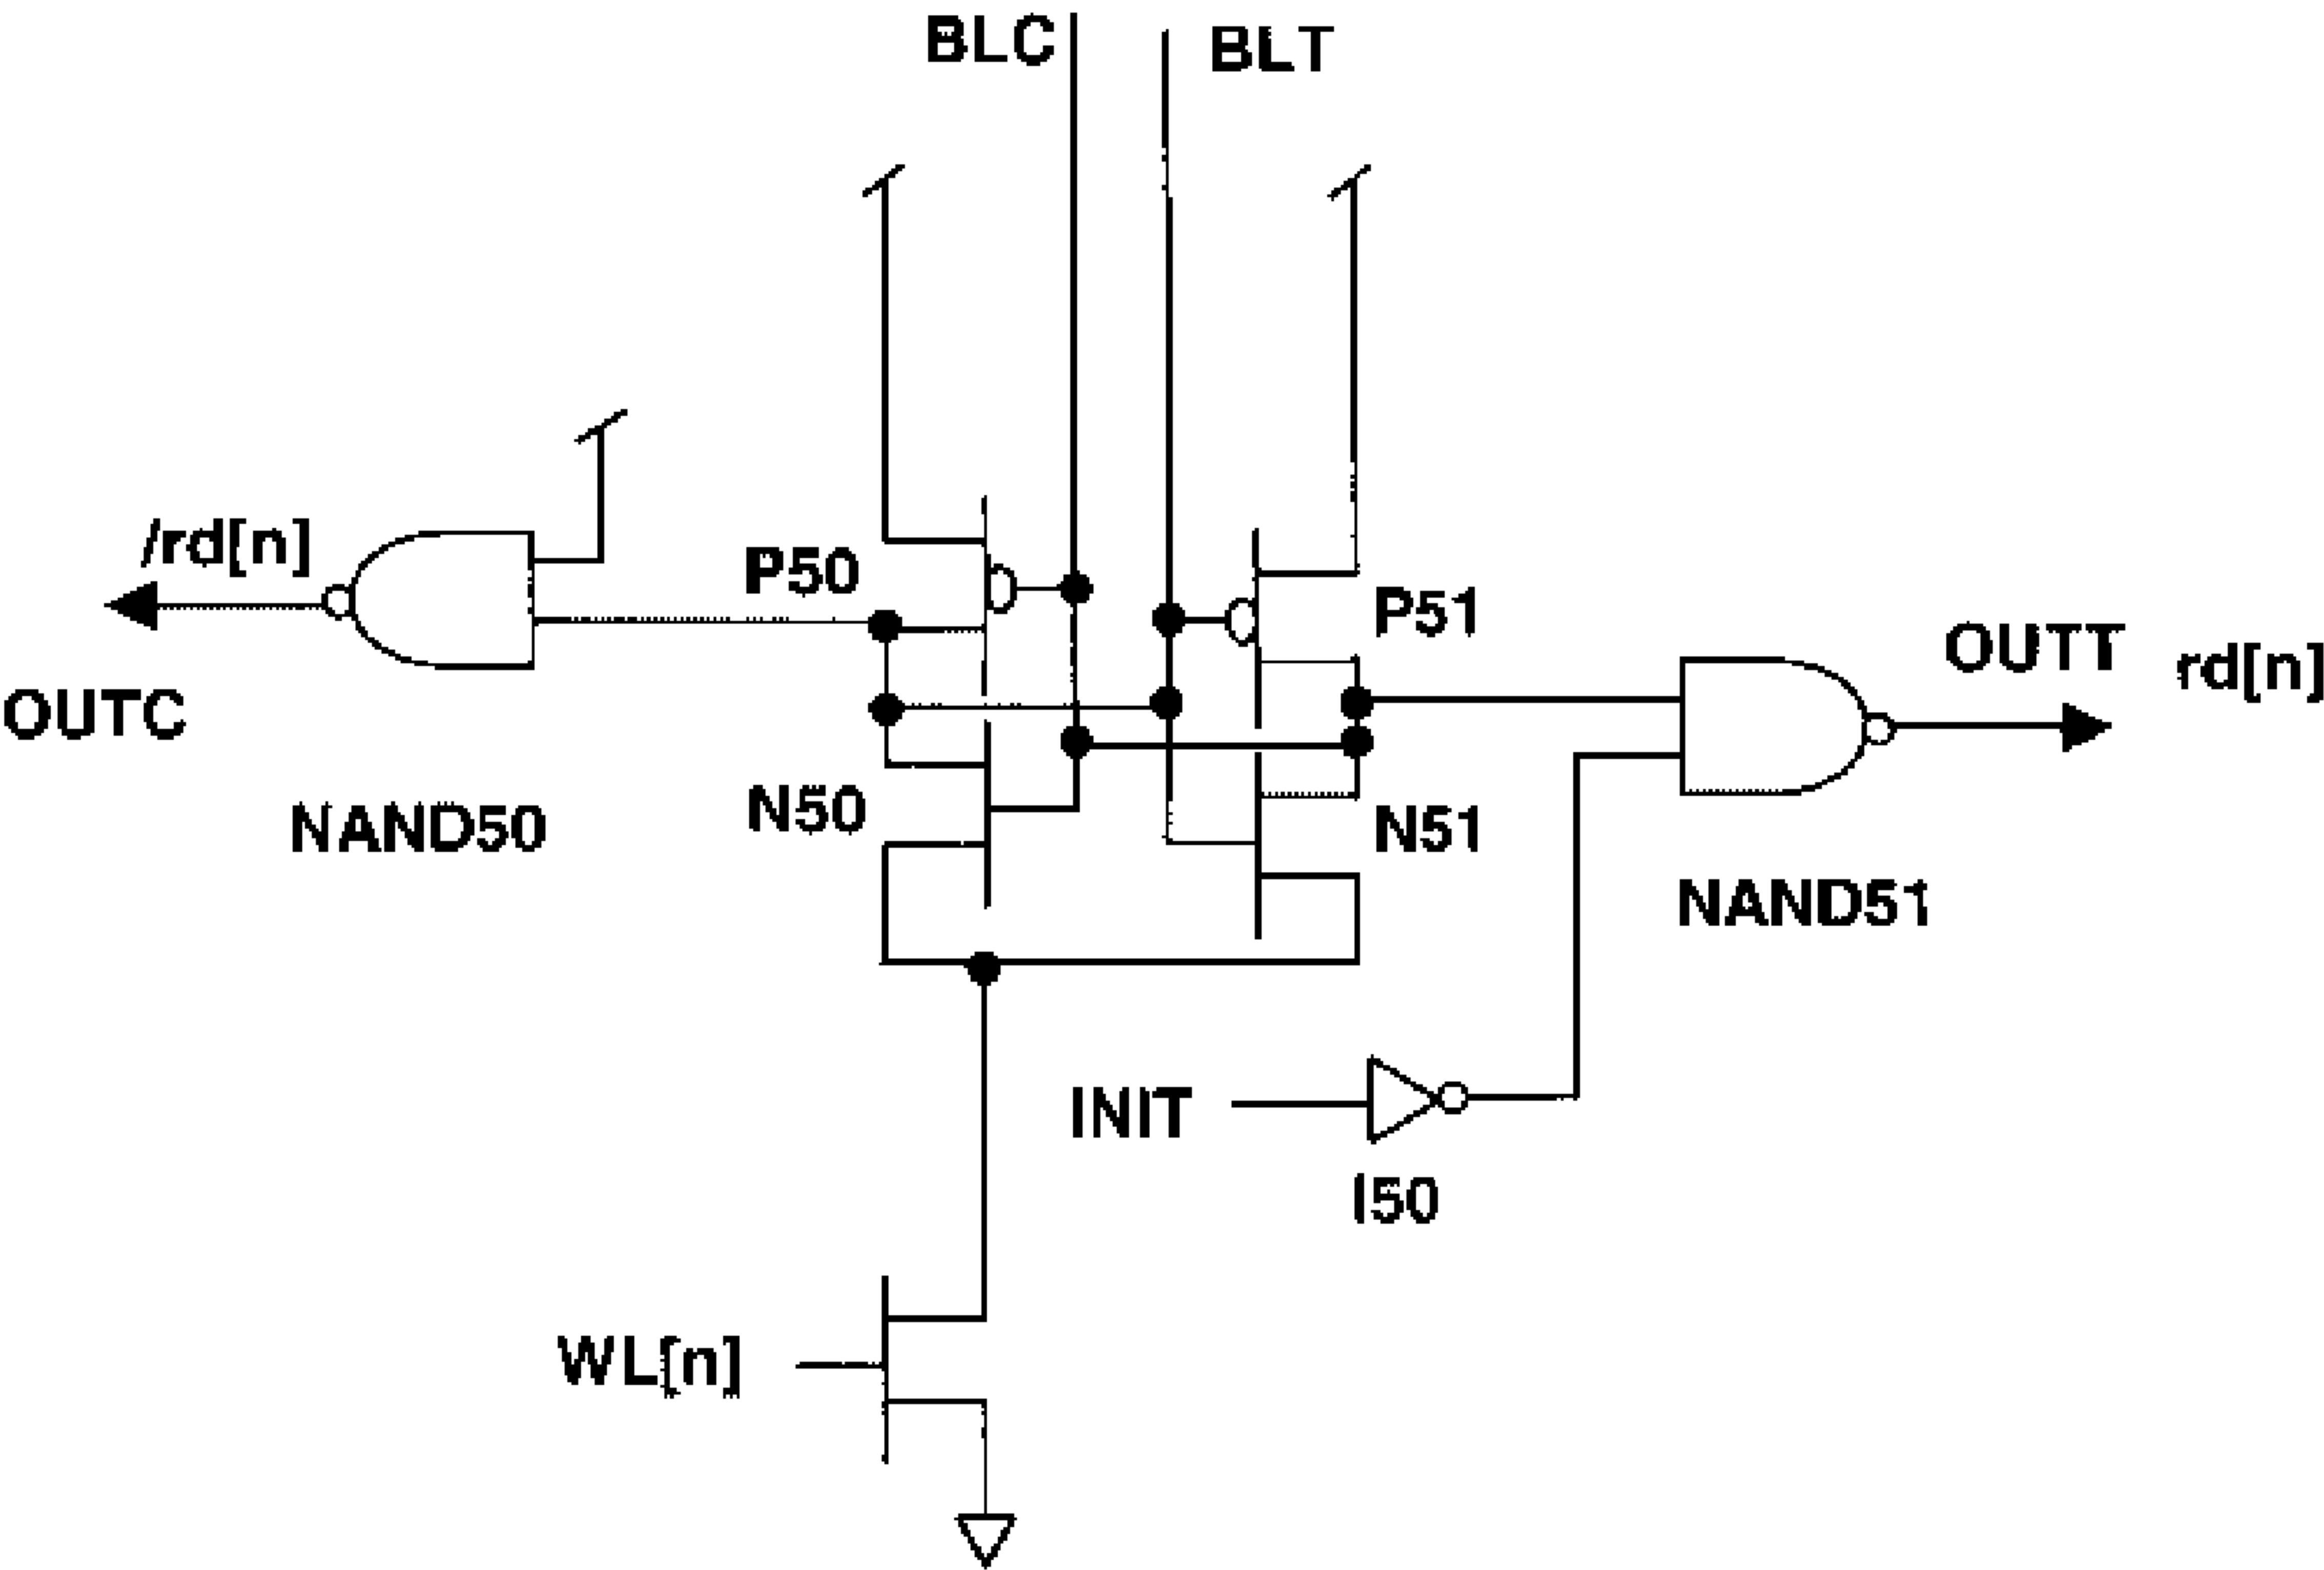 BLC
BLT
/rd[n]
P50
P51
OUTT
rd[n]
OUTC
N50
N51
NAND50
NAND51
INIT
I50
WL[n]